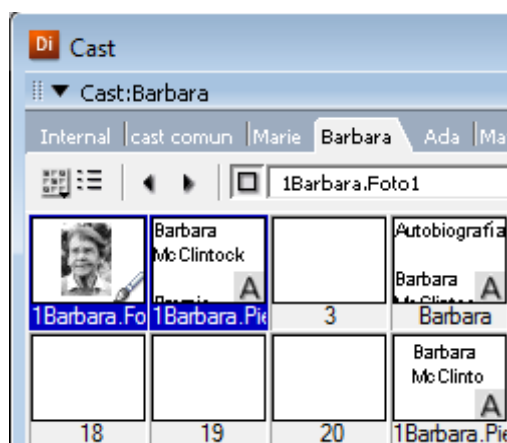 Di Cast
Cast:Barbara
Internal cast comun Marie Barbara Ada Ma
1Barbara.Foto1
Barbara
McClintock
A
Autobiografía
Barbara
A
1Barbara.Fo 1Barbara.Pie 3 Barbara
Barbara
McClinto
A
18 19 20 1Barbara.Pie